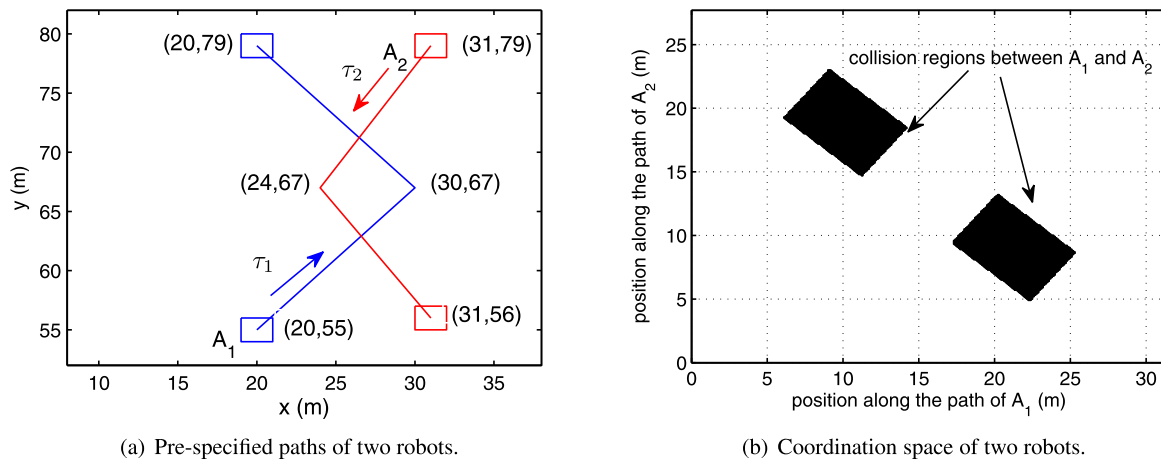 80
75
70
65
60
55
10
15
20
25
30
35
y (m)
x (m)
(20,79)
A2
(31,79)
τ2
(24,67)
(30,67)
τ1
A1
(20,55)
(31,56)
(a) Pre-specified paths of two robots.
25
20
15
10
5
0
0
5
10
15
20
25
30
position along the path of A2 (m)
collision regions between A1 and A2
position along the path of A1 (m)
(b) Coordination space of two robots.